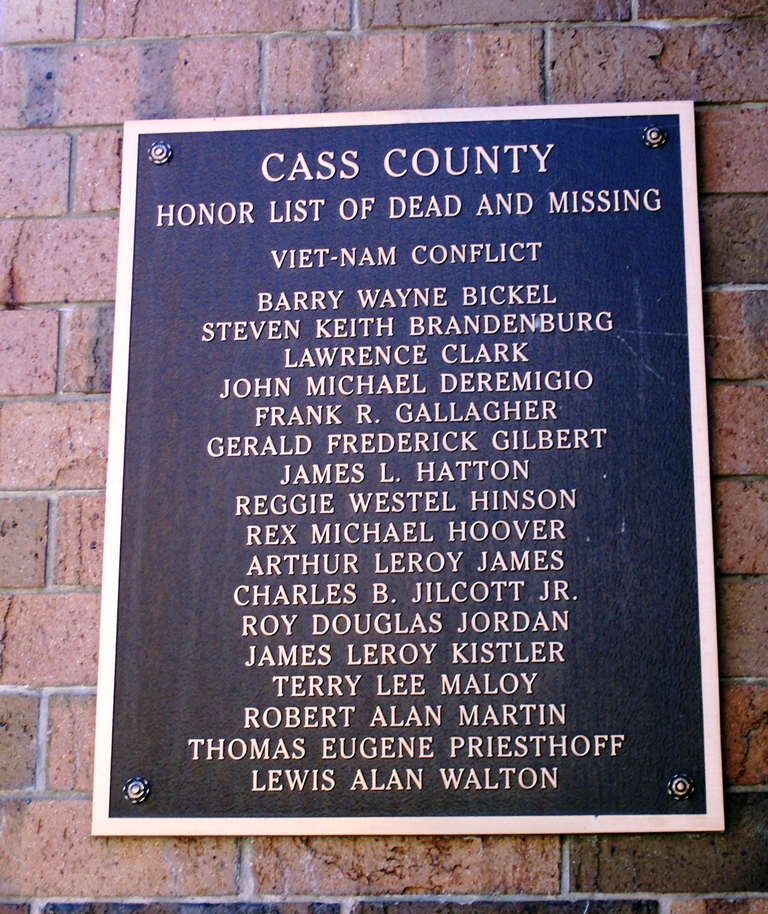 CASS COUNTY
HONOR LIST OF DEAD AND MISSING
VIET-NAM CONFLICT
BARRY WAYNE BICKEL
STEVEN KEITH BRANDENBURG
LAWRENCE CLARK
JOHN MICHAEL DEREMIGIO
FRANK R. GALLAGHER
GERALD FREDERICK GILBERT
JAMES L. HATTON
REGGIE WESTEL HINSON
REX MICHAEL HOOVER
ARTHUR LEROY JAMES
CHARLES B. JILCOTT JR.
ROY DOUGLAS JORDAN
JAMES LEROY KISTLER
TERRY LEE MALOY
ROBERT ALAN MARTIN
THOMAS EUGENE PRIESTHOFF
LEWIS ALAN WALTON